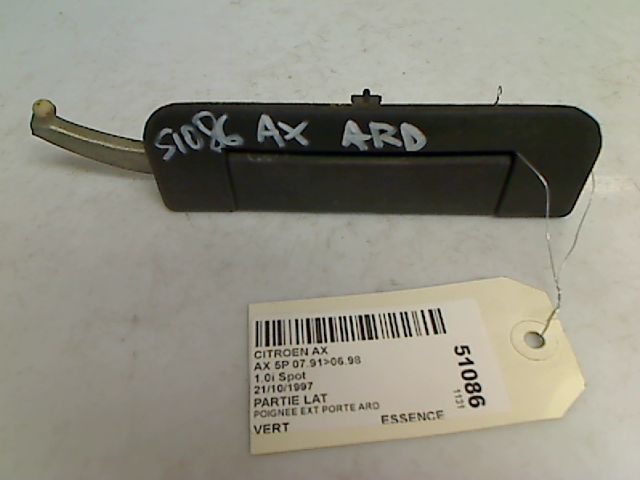 51086 AX ARD
CITROEN AX
AX 5P 07.91>06.98
1.0i Spot
21/10/1997
PARTIE LAT
POIGNEE EXT PORTE ARD
ESSENCE
VERT
51086
1131